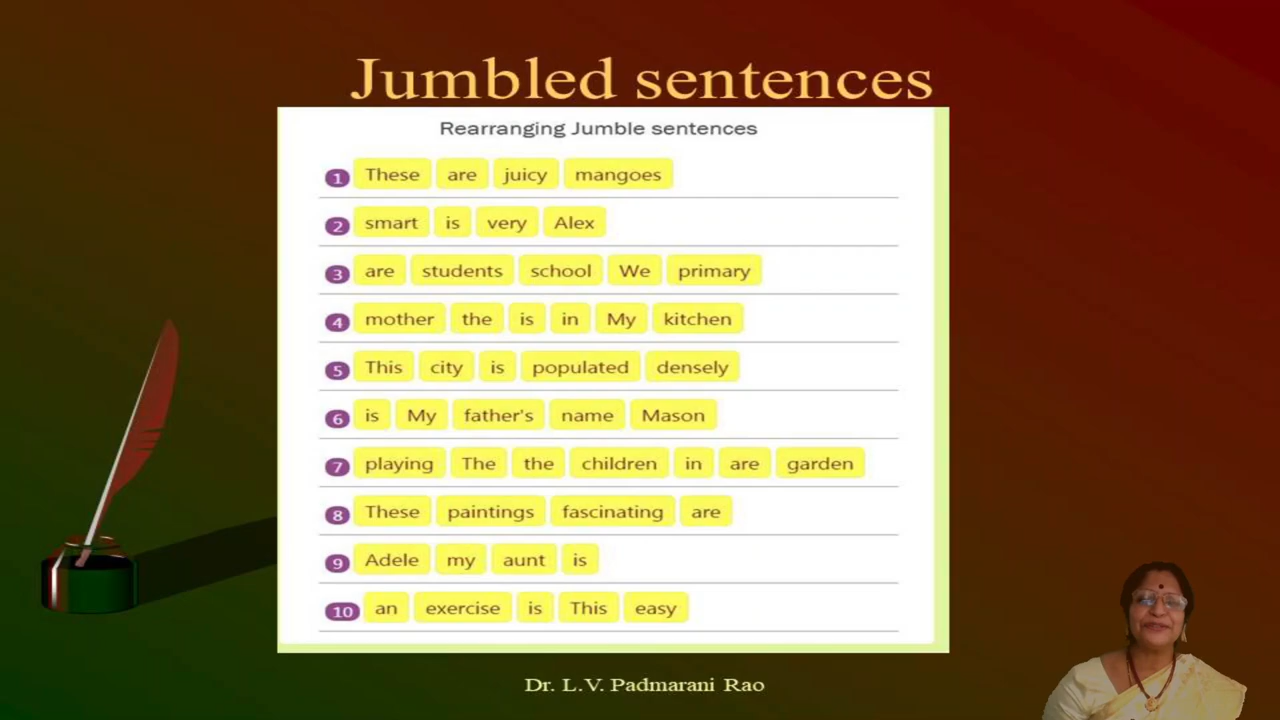 Jumbled sentences
Rearranging Jumble sentences
1 These are juicy mangoes
2 smart is very Alex
3 are students school We primary
4 mother the is in My kitchen
5 This city is populated densely
6 is My father's name Mason
7 playing The the children in are garden
8 These paintings fascinating are
9 Adele my aunt is
10 an exercise is This easy
Dr. L.V. Padmarani Rao